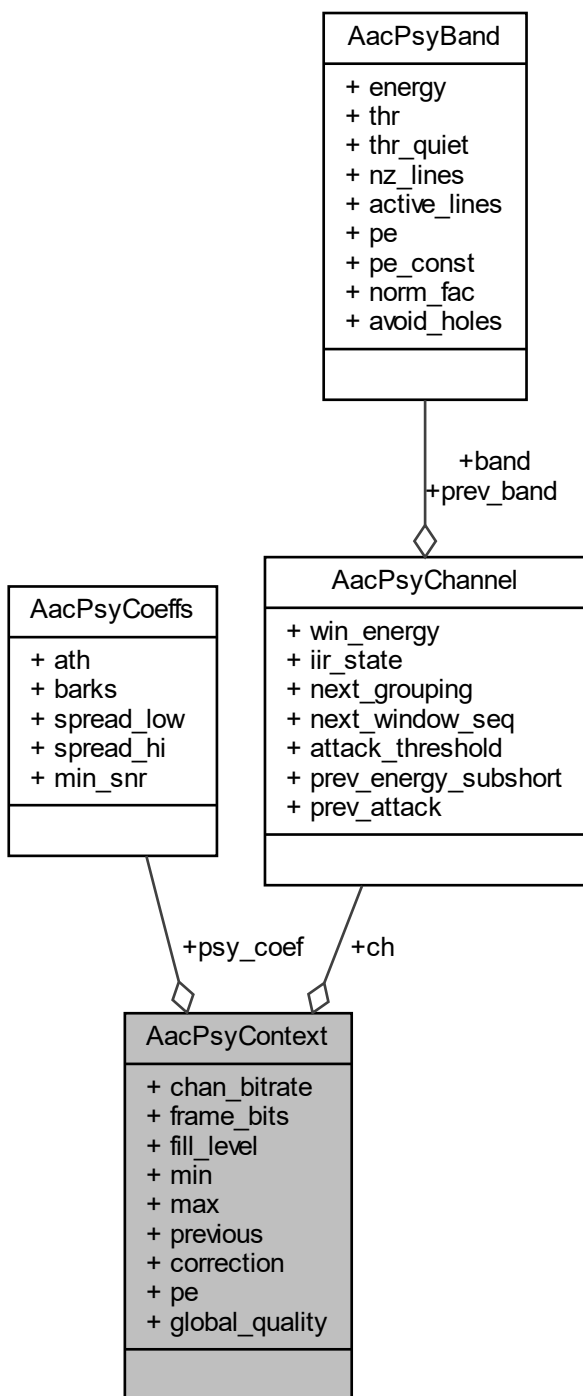 AacPsyBand
+ energy
+ thr
+ thr_quiet
+ nz_lines
+ active_lines
+ pe
+ pe_const
+ norm_fac
+ avoid_holes
+band
+prev_band
AacPsyCoeffs
+ ath
+ barks
+ spread_low
+ spread_hi
+ min_snr
AacPsyChannel
+ win_energy
+ iir_state
+ next_grouping
+ next_window_seq
+ attack_threshold
+ prev_energy_subshort
+ prev_attack
+psy_coef
+ch
AacPsyContext
+ chan_bitrate
+ frame_bits
+ fill_level
+ min
+ max
+ previous
+ correction
+ pe
+ global_quality